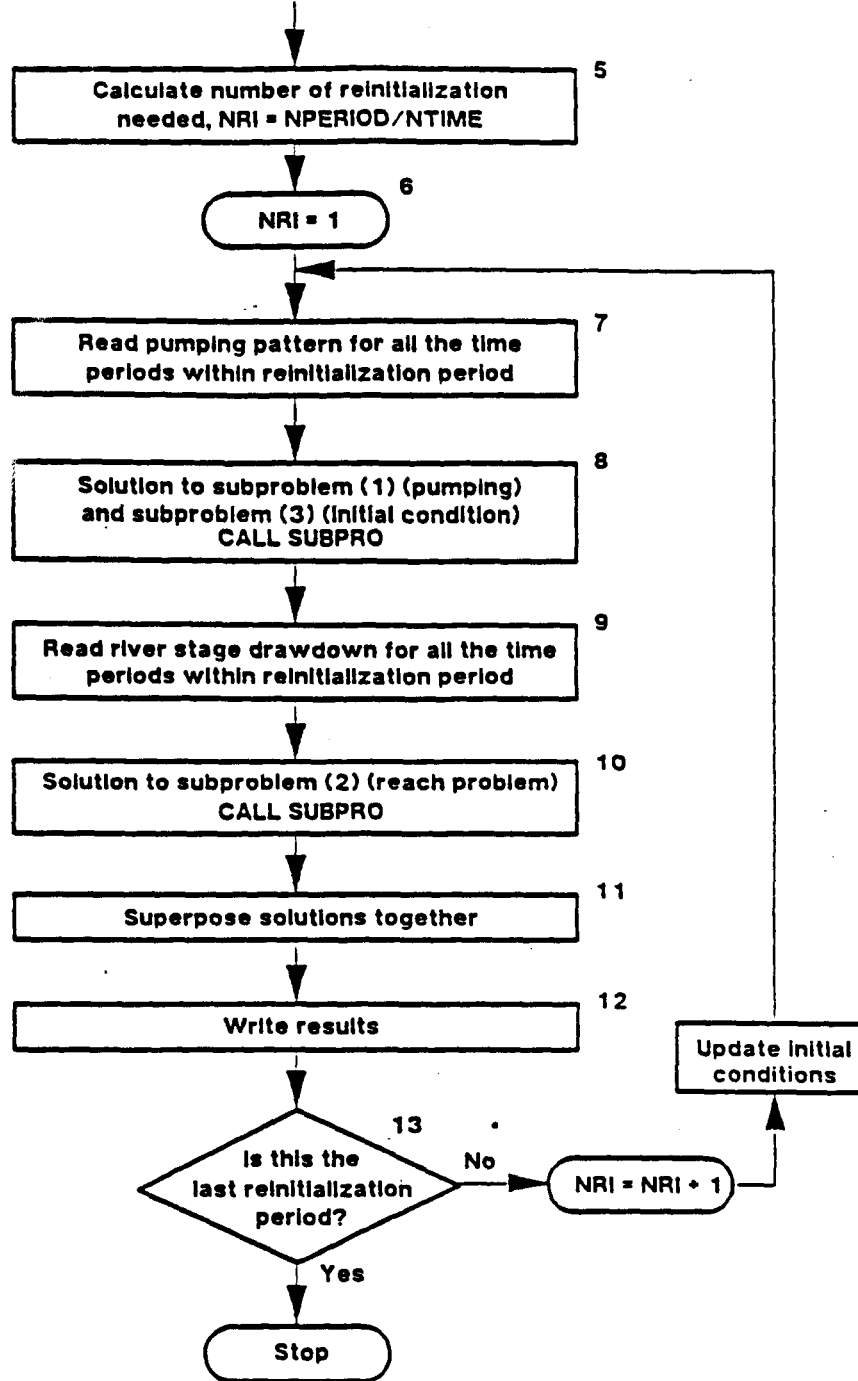 5
Calculate number of reinitialization
needed, NRI = NPERIOD/NTIME
6
NRI = 1
7
Read pumping pattern for all the time
periods within reinitialization period
8
Solution to subproblem (1) (pumping)
and subproblem (3) (initial condition)
CALL SUBPRO
9
Read river stage drawdown for all the time
periods within reinitialization period
10
Solution to subproblem (2) (reach problem)
CALL SUBPRO
11
Superpose solutions together
12
Write results
Update initial
conditions
13
Is this the
last reinitialization
period?
No
NRI = NRI + 1
Yes
Stop